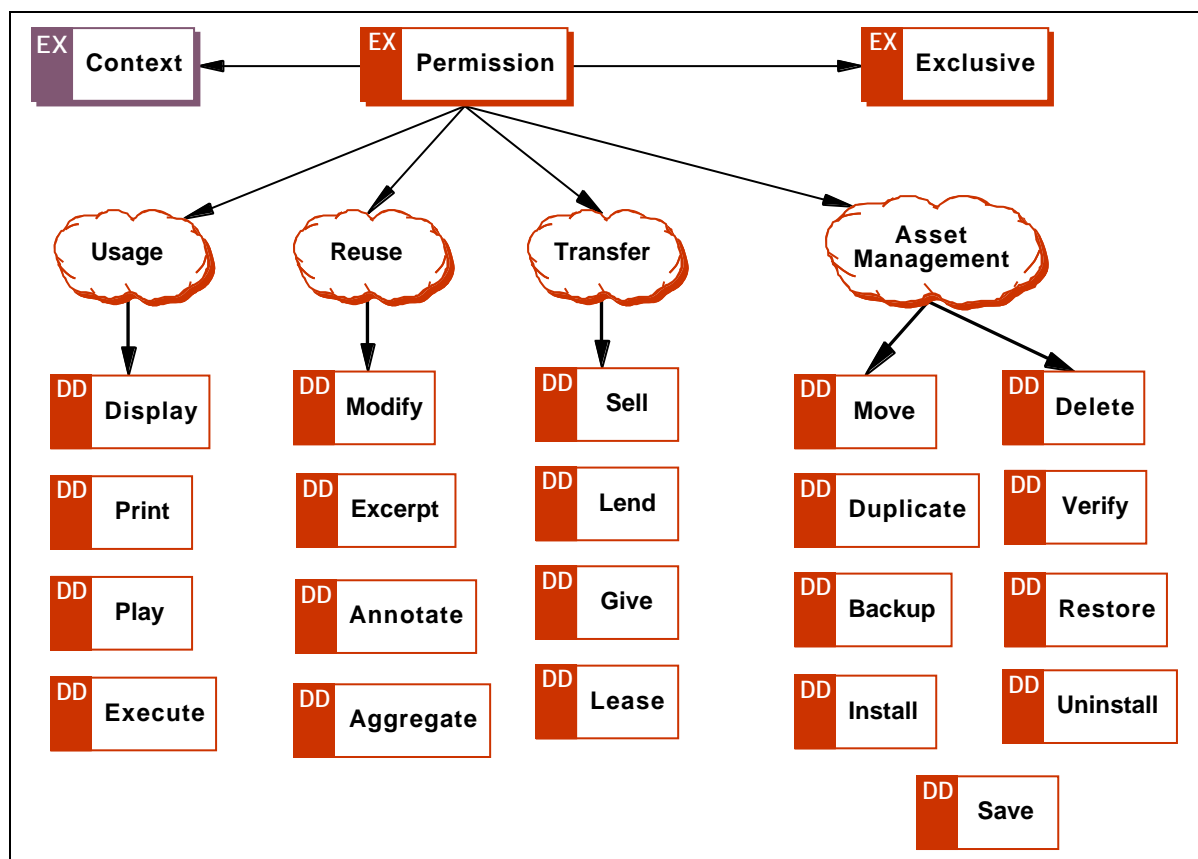 EX Context
EX Permission
EX Exclusive
Usage
Reuse
Transfer
Asset
Management
DD Display
DD Modify
DD Sell
DD Move
DD Delete
DD Print
DD Excerpt
DD Lend
DD Duplicate
DD Verify
DD Play
DD Annotate
DD Give
DD Backup
DD Restore
DD Execute
DD Aggregate
DD Lease
DD Install
DD Uninstall
DD Save